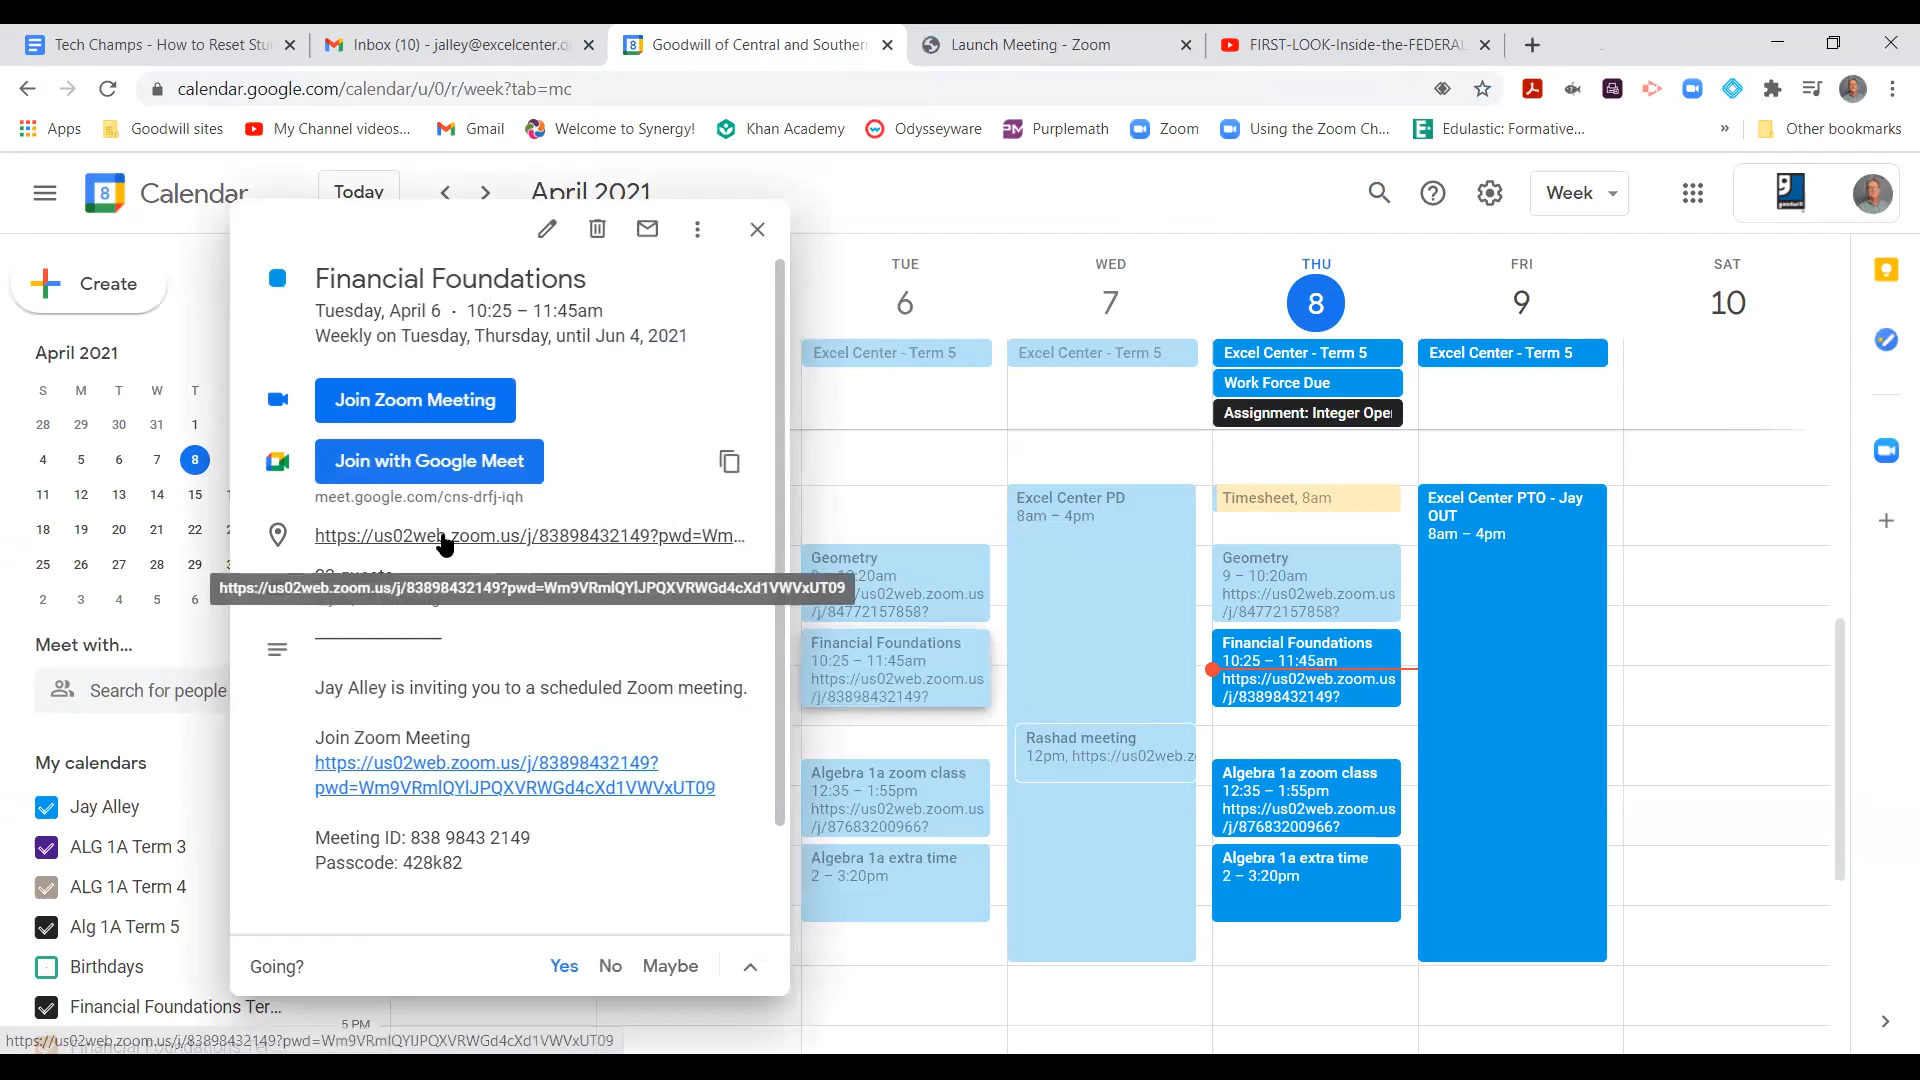 Tech Champs - How to Reset Stu
Inbox (10) - jalley@excelcenter.o
Goodwill of Central and Southern
Launch Meeting - Zoom
FIRST-LOOK-Inside-the-FEDERAL
calendar.google.com/calendar/u/0/r/week?tab=mc
Apps
Goodwill sites
My Channel videos...
Gmail
Welcome to Synergy!
Khan Academy
Odysseyware
Purplemath
Zoom
Using the Zoom Ch...
Edulastic: Formative...
»
Other bookmarks
8
Calendar
Today
April 2021
Week
Create
April 2021
S M T W T
28 29 30 31 1
4 5 6 7 8
11 12 13 14 15
18 19 20 21 22
25 26 27 28 29
2 3 4 5 6
Meet with...
Search for people
My calendars
Jay Alley
ALG 1A Term 3
ALG 1A Term 4
Alg 1A Term 5
Birthdays
Financial Foundations Ter...
Financial Foundations
Tuesday, April 6 · 10:25 – 11:45am
Weekly on Tuesday, Thursday, until Jun 4, 2021
Join Zoom Meeting
Join with Google Meet
meet.google.com/cns-drfj-iqh
https://us02web.zoom.us/j/83898432149?pwd=Wm...
https://us02web.zoom.us/j/83898432149?pwd=Wm9VRmlQYlJPQXVRWGd4cXd1VWVxUT09
Jay Alley is inviting you to a scheduled Zoom meeting.
Join Zoom Meeting
https://us02web.zoom.us/j/83898432149?
pwd=Wm9VRmlQYlJPQXVRWGd4cXd1VWVxUT09
Meeting ID: 838 9843 2149
Passcode: 428k82
Going?
Yes
No
Maybe
5 PM
TUE
6
WED
7
THU
8
FRI
9
SAT
10
Excel Center - Term 5
Excel Center - Term 5
Excel Center - Term 5
Excel Center - Term 5
Work Force Due
Assignment: Integer Oper
Geometry
9 – 10:20am
https://us02web.zoom.us
/j/84772157858?
Financial Foundations
10:25 – 11:45am
https://us02web.zoom.us
/j/83898432149?
Algebra 1a zoom class
12:35 – 1:55pm
https://us02web.zoom.us
/j/87683200966?
Algebra 1a extra time
2 – 3:20pm
Excel Center PD
8am – 4pm
Rashad meeting
12pm, https://us02web.z
Timesheet, 8am
Geometry
9 – 10:20am
https://us02web.zoom.us
/j/84772157858?
Financial Foundations
10:25 – 11:45am
https://us02web.zoom.us
/j/83898432149?
Algebra 1a zoom class
12:35 – 1:55pm
https://us02web.zoom.us
/j/87683200966?
Algebra 1a extra time
2 – 3:20pm
Excel Center PTO - Jay
OUT
8am – 4pm
https://us02web.zoom.us/j/83898432149?pwd=Wm9VRmlQYlJPQXVRWGd4cXd1VWVxUT09